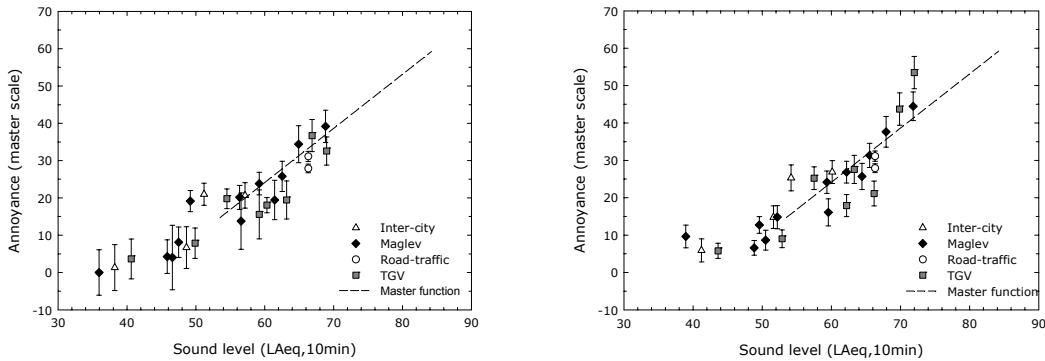 70
60
50
40
30
20
10
0
-10
Annoyance (master scale)
Inter-city
Maglev
Road-traffic
TGV
Master function
30 40 50 60 70 80 90
Sound level (LAeq,10min)
70
60
50
40
30
20
10
0
-10
Annoyance (master scale)
Inter-city
Maglev
Road-traffic
TGV
Master function
30 40 50 60 70 80 90
Sound level (LAeq,10min)